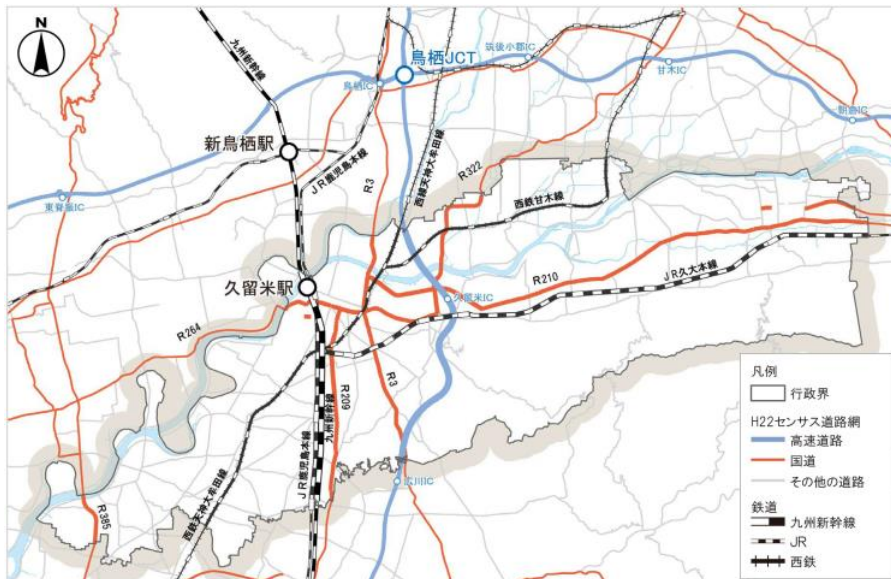 N
九州新幹線
鳥栖JCT
筑後小郡IC
甘木IC
鳥栖IC
朝倉IC
新鳥栖駅
JR鹿児島本線
R3
西鉄天神大牟田線
R322
東脊振IC
西鉄甘木線
久留米駅
久留米IC
R210
JR久大本線
R264
R209
R3
九州新幹線
JR鹿児島本線
西鉄天神大牟田線
広川IC
R385
凡例
行政界
H22センサス道路網
高速道路
国道
その他の道路
鉄道
九州新幹線
JR
西鉄